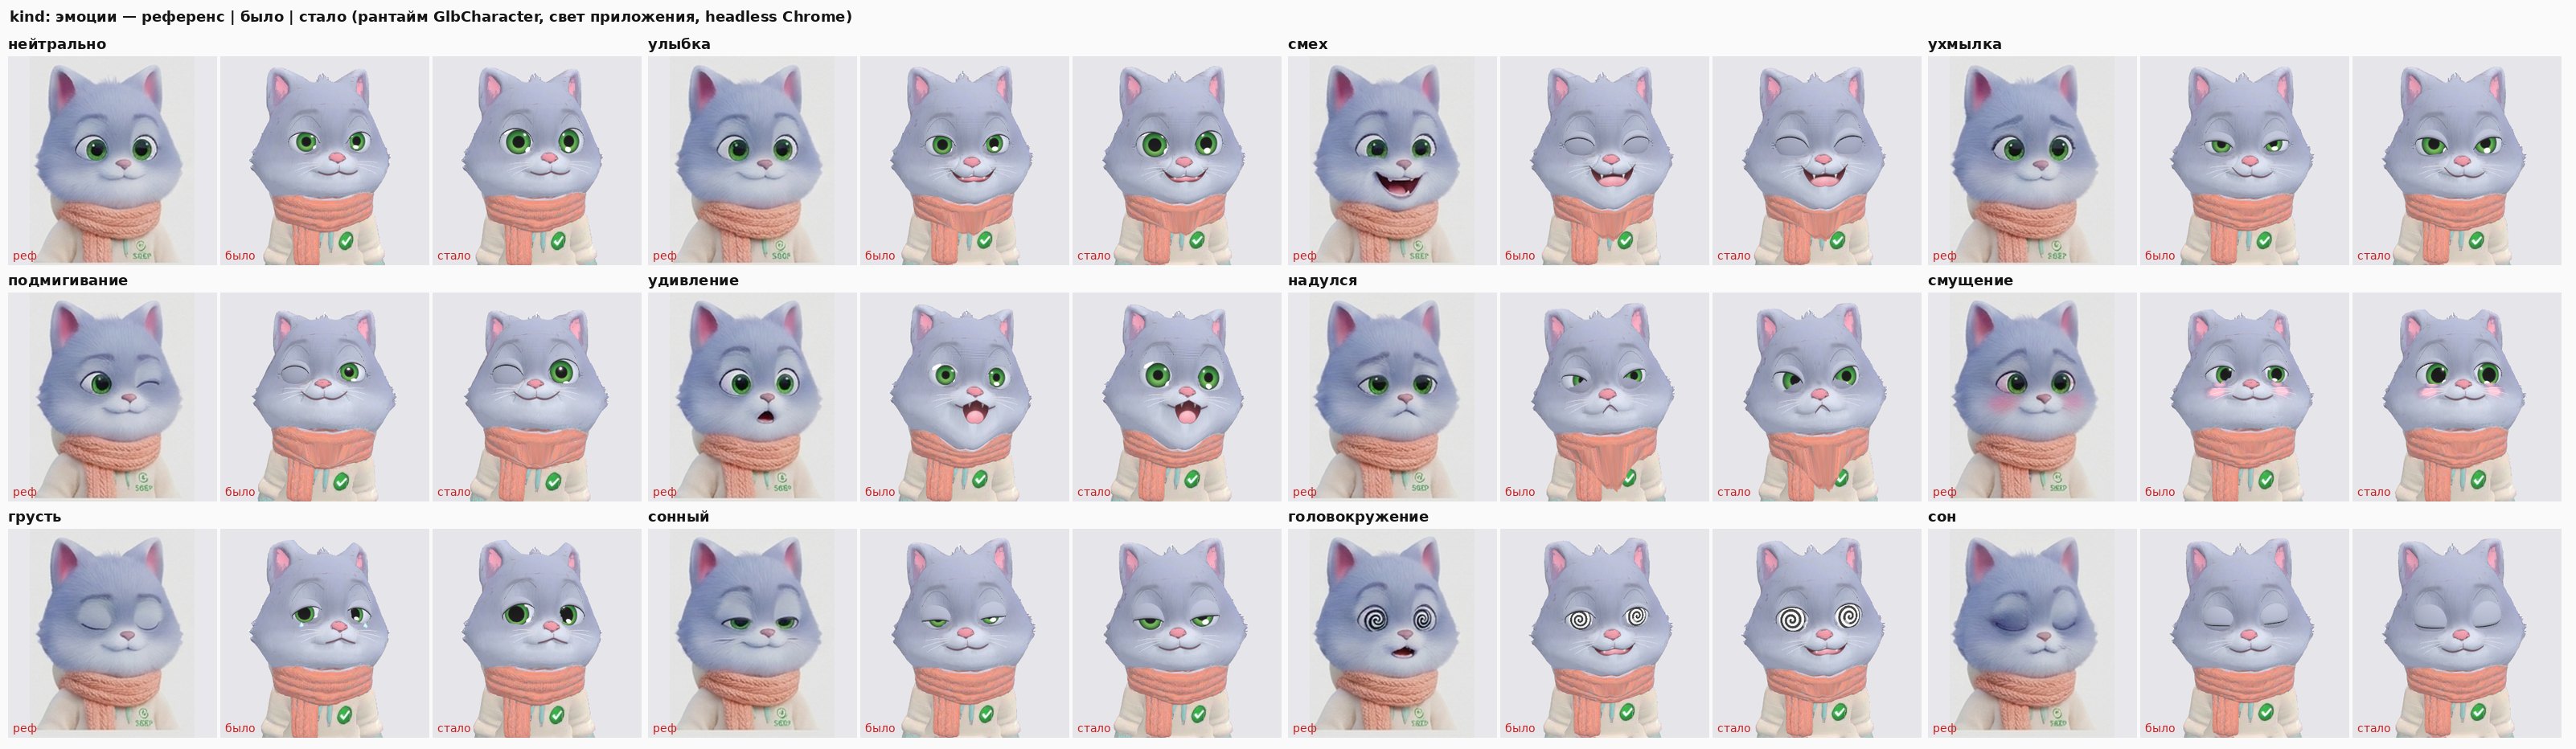 kind: эмоции — референс | было | стало (рантайм GlbCharacter, свет приложения, headless Chrome)
нейтрально
улыбка
смех
ухмылка
реф было стало
реф было стало
реф было стало
реф было стало
подмигивание
удивление
надулся
смущение
реф было стало
реф было стало
реф было стало
реф было стало
грусть
сонный
головокружение
сон
реф было стало
реф было стало
реф было стало
реф было стало